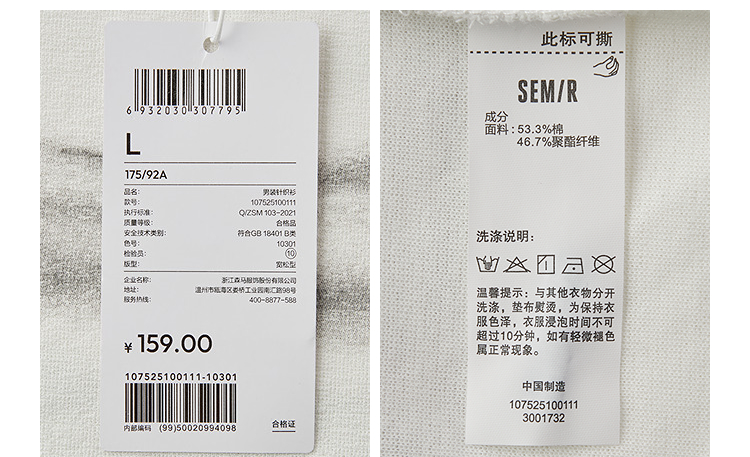 6 932030 307795
L
175/92A
品名: 男装针织衫
款号: 107525100111
执行标准: Q/ZSM 103-2021
质量等级: 合格品
安全技术类别: 符合GB 18401 B类
色号: 10301
检验员: 10
版型: 宽松型
企业名称: 浙江森马服饰股份有限公司
地址: 温州市瓯海区娄桥工业园南汇路98号
服务热线: 400-8877-588
¥ 159.00
107525100111-10301
内部编码 (99)50020994098
合格证
此标可撕
SEM/R
成分
面料: 53.3%棉
46.7%聚酯纤维
洗涤说明:
温馨提示: 与其他衣物分开
洗涤, 垫布熨烫, 为保持衣
服色泽, 衣服浸泡时间不可
超过10分钟, 如有轻微褪色
属正常现象。
中国制造
107525100111
3001732